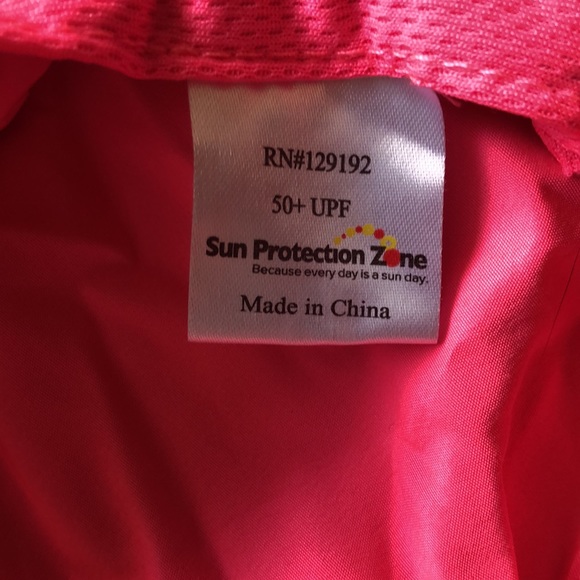 RN#129192
50+ UPF
Sun Protection Zone
Because every day is a sun day.
Made in China